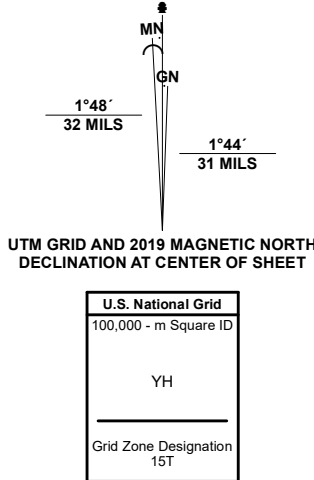 MN
GN
1°48´
32 MILS
1°44´
31 MILS
UTM GRID AND 2019 MAGNETIC NORTH
DECLINATION AT CENTER OF SHEET
U.S. National Grid
100,000 - m Square ID
YH
Grid Zone Designation
15T